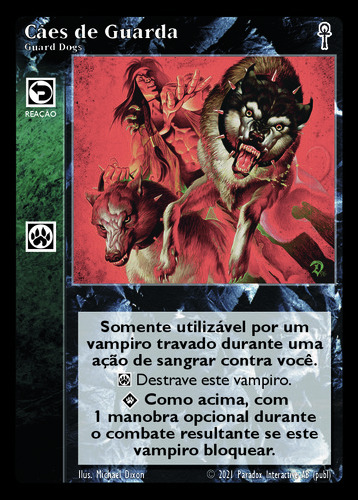 Cães de Guarda
Guard Dogs
REAÇÃO
Somente utilizável por um
vampiro travado durante uma
ação de sangrar contra você.
Destrave este vampiro.
Como acima, com
1 manobra opcional durante
o combate resultante se este
vampiro bloquear.
Ilus. Michael Dixon
© 2021 Paradox Interactive AB (publ)